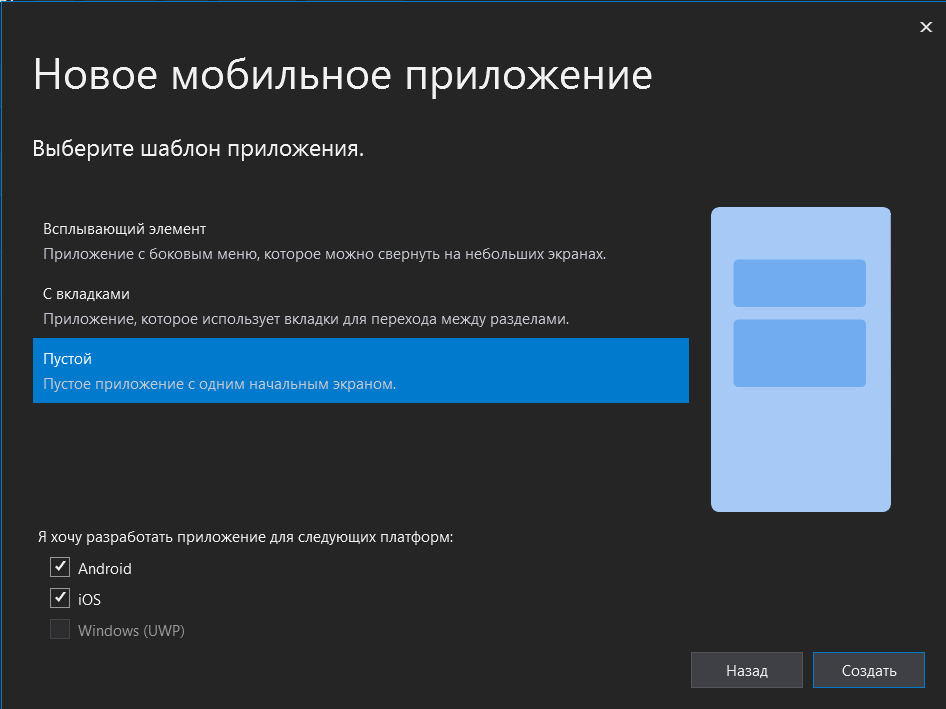 Новое мобильное приложение
Выберите шаблон приложения.
Всплывающий элемент
Приложение с боковым меню, которое можно свернуть на небольших экранах.
С вкладками
Приложение, которое использует вкладки для перехода между разделами.
Пустой
Пустое приложение с одним начальным экраном.
Я хочу разработать приложение для следующих платформ:
Android
iOS
Windows (UWP)
Назад
Создать